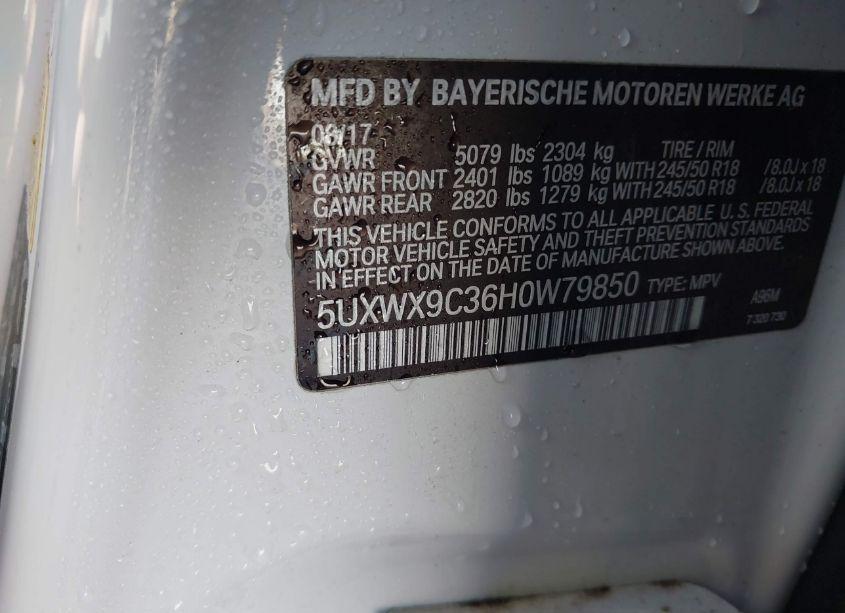 MFD BY BAYERISCHE MOTOREN WERKE AG
08/17 TIRE / RIM
GVWR 5079 lbs 2304 kg
GAWR FRONT 2401 lbs 1089 kg WITH 245/50 R18 /8.0J x 18
GAWR REAR 2820 lbs 1279 kg WITH 245/50 R18 /8.0J x 18
THIS VEHICLE CONFORMS TO ALL APPLICABLE U. S. FEDERAL
MOTOR VEHICLE SAFETY AND THEFT PREVENTION STANDARDS
IN EFFECT ON THE DATE OF MANUFACTURE SHOWN ABOVE.
5UXWX9C36H0W79850 TYPE: MPV A96M
7 320 730